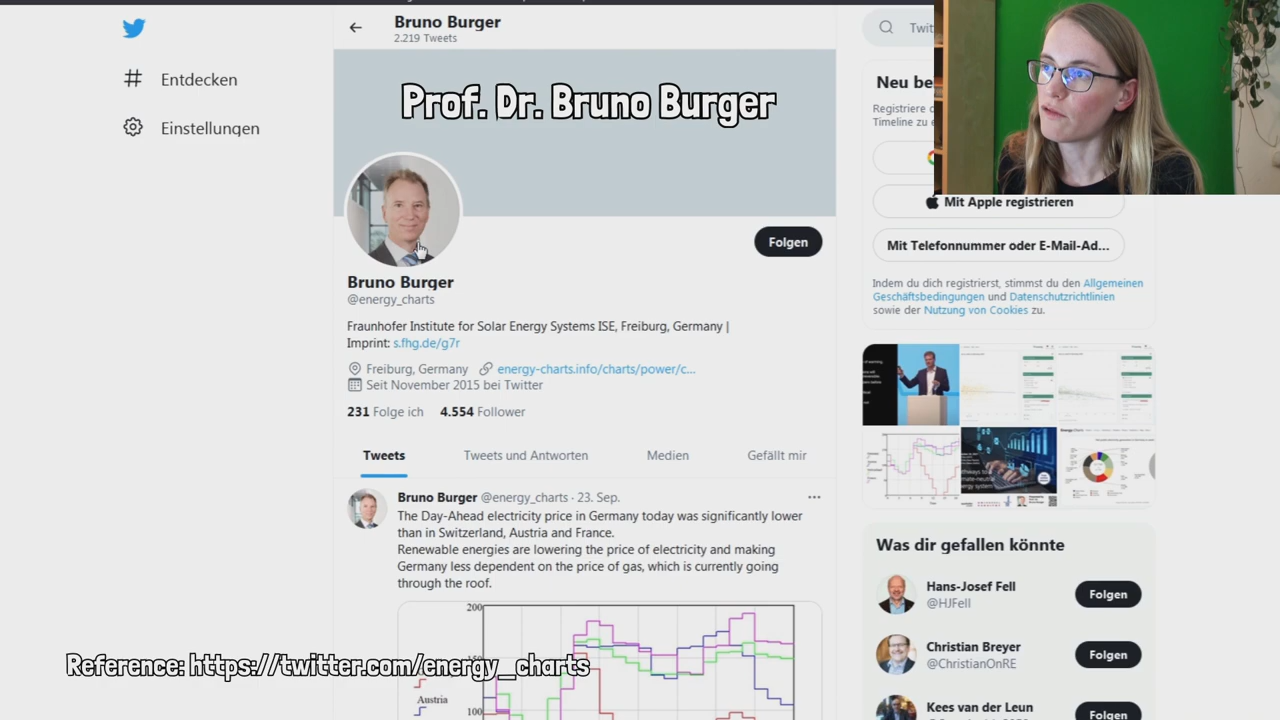 Bruno Burger
2.219 Tweets
Entdecken
Einstellungen
Prof. Dr. Bruno Burger
Folgen
Bruno Burger
@energy_charts
Fraunhofer Institute for Solar Energy Systems ISE, Freiburg, Germany |
Imprint: s.fhg.de/g7r
Freiburg, Germany energy-charts.info/charts/power/c...
Seit November 2015 bei Twitter
231 Folge ich 4.554 Follower
Tweets Tweets und Antworten Medien Gefällt mir
Bruno Burger @energy_charts · 23. Sep.
The Day-Ahead electricity price in Germany today was significantly lower
than in Switzerland, Austria and France.
Renewable energies are lowering the price of electricity and making
Germany less dependent on the price of gas, which is currently going
through the roof.
200
Austria
100
Reference: https://twitter.com/energy_charts
Twit
Neu be
Registriere d
Timeline zu e
Mit Apple registrieren
Mit Telefonnummer oder E-Mail-Ad...
Indem du dich registrierst, stimmst du den Allgemeinen
Geschäftsbedingungen und Datenschutzrichtlinien
sowie der Nutzung von Cookies zu.
Was dir gefallen könnte
Hans-Josef Fell
@HJFell
Folgen
Christian Breyer
@ChristianOnRE
Folgen
Kees van der Leun
Folgen